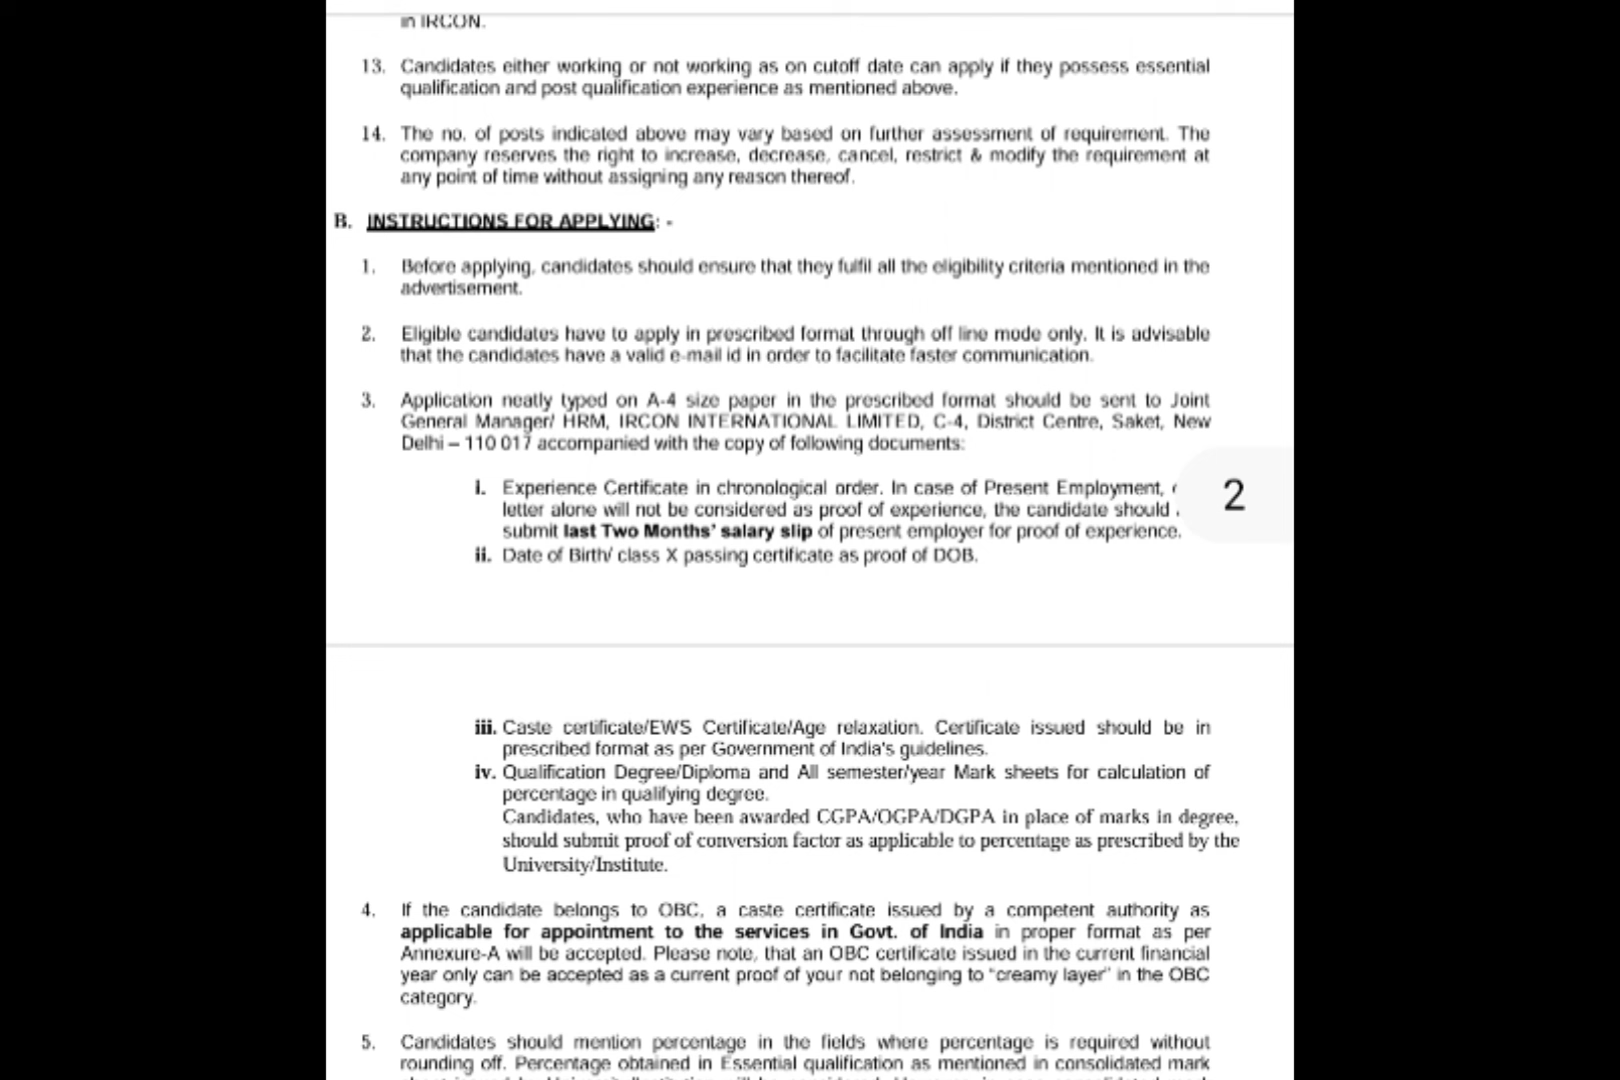 in IRCON.
13. Candidates either working or not working as on cutoff date can apply if they possess essential
qualification and post qualification experience as mentioned above.
14. The no. of posts indicated above may vary based on further assessment of requirement. The
company reserves the right to increase, decrease, cancel, restrict & modify the requirement at
any point of time without assigning any reason thereof.
B. INSTRUCTIONS FOR APPLYING: -
1. Before applying, candidates should ensure that they fulfil all the eligibility criteria mentioned in the
advertisement.
2. Eligible candidates have to apply in prescribed format through off line mode only. It is advisable
that the candidates have a valid e-mail id in order to facilitate faster communication.
3. Application neatly typed on A-4 size paper in the prescribed format should be sent to Joint
General Manager/ HRM, IRCON INTERNATIONAL LIMITED, C-4, District Centre, Saket, New
Delhi – 110 017 accompanied with the copy of following documents:
i. Experience Certificate in chronological order. In case of Present Employment,
letter alone will not be considered as proof of experience, the candidate should
2
submit last Two Months' salary slip of present employer for proof of experience.
ii. Date of Birth/ class X passing certificate as proof of DOB.
iii. Caste certificate/EWS Certificate/Age relaxation. Certificate issued should be in
prescribed format as per Government of India's guidelines.
iv. Qualification Degree/Diploma and All semester/year Mark sheets for calculation of
percentage in qualifying degree.
Candidates, who have been awarded CGPA/OGPA/DGPA in place of marks in degree,
should submit proof of conversion factor as applicable to percentage as prescribed by the
University/Institute.
4. If the candidate belongs to OBC, a caste certificate issued by a competent authority as
applicable for appointment to the services in Govt. of India in proper format as per
Annexure-A will be accepted. Please note, that an OBC certificate issued in the current financial
year only can be accepted as a current proof of your not belonging to "creamy layer" in the OBC
category.
5. Candidates should mention percentage in the fields where percentage is required without
rounding off. Percentage obtained in Essential qualification as mentioned in consolidated mark